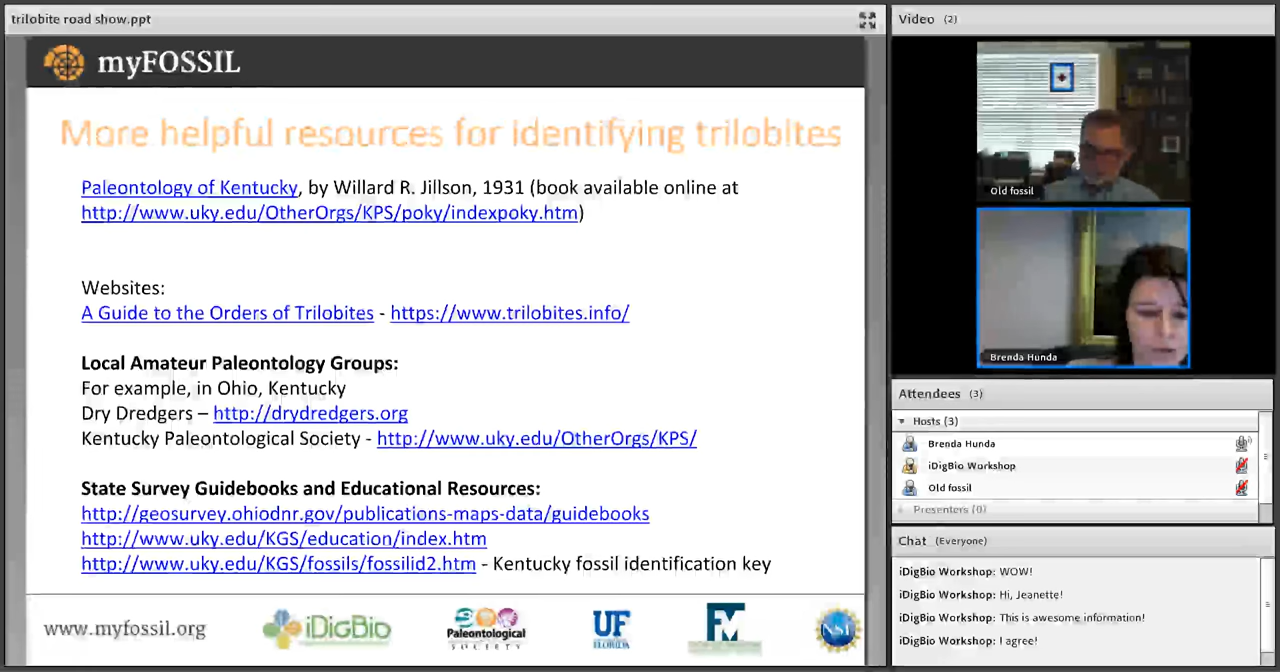 trilobite road show.ppt
myFOSSIL
More helpful resources for identifying trilobites
Paleontology of Kentucky, by Willard R. Jillson, 1931 (book available online at
http://www.uky.edu/OtherOrgs/KPS/poky/indexpoky.htm)
Websites:
A Guide to the Orders of Trilobites - https://www.trilobites.info/
Local Amateur Paleontology Groups:
For example, in Ohio, Kentucky
Dry Dredgers – http://drydredgers.org
Kentucky Paleontological Society - http://www.uky.edu/OtherOrgs/KPS/
State Survey Guidebooks and Educational Resources:
http://geosurvey.ohiodnr.gov/publications-maps-data/guidebooks
http://www.uky.edu/KGS/education/index.htm
http://www.uky.edu/KGS/fossils/fossilid2.htm - Kentucky fossil identification key
www.myfossil.org
iDigBio
Paleontological
SOCIETY
UF
FLORIDA
FM
NSF
Video (2)
Old fossil
Brenda Hunda
Attendees (3)
Hosts (3)
Brenda Hunda
iDigBio Workshop
Old fossil
Presenters (0)
Chat (Everyone)
iDigBio Workshop: WOW!
iDigBio Workshop: Hi, Jeanette!
iDigBio Workshop: This is awesome information!
iDigBio Workshop: I agree!